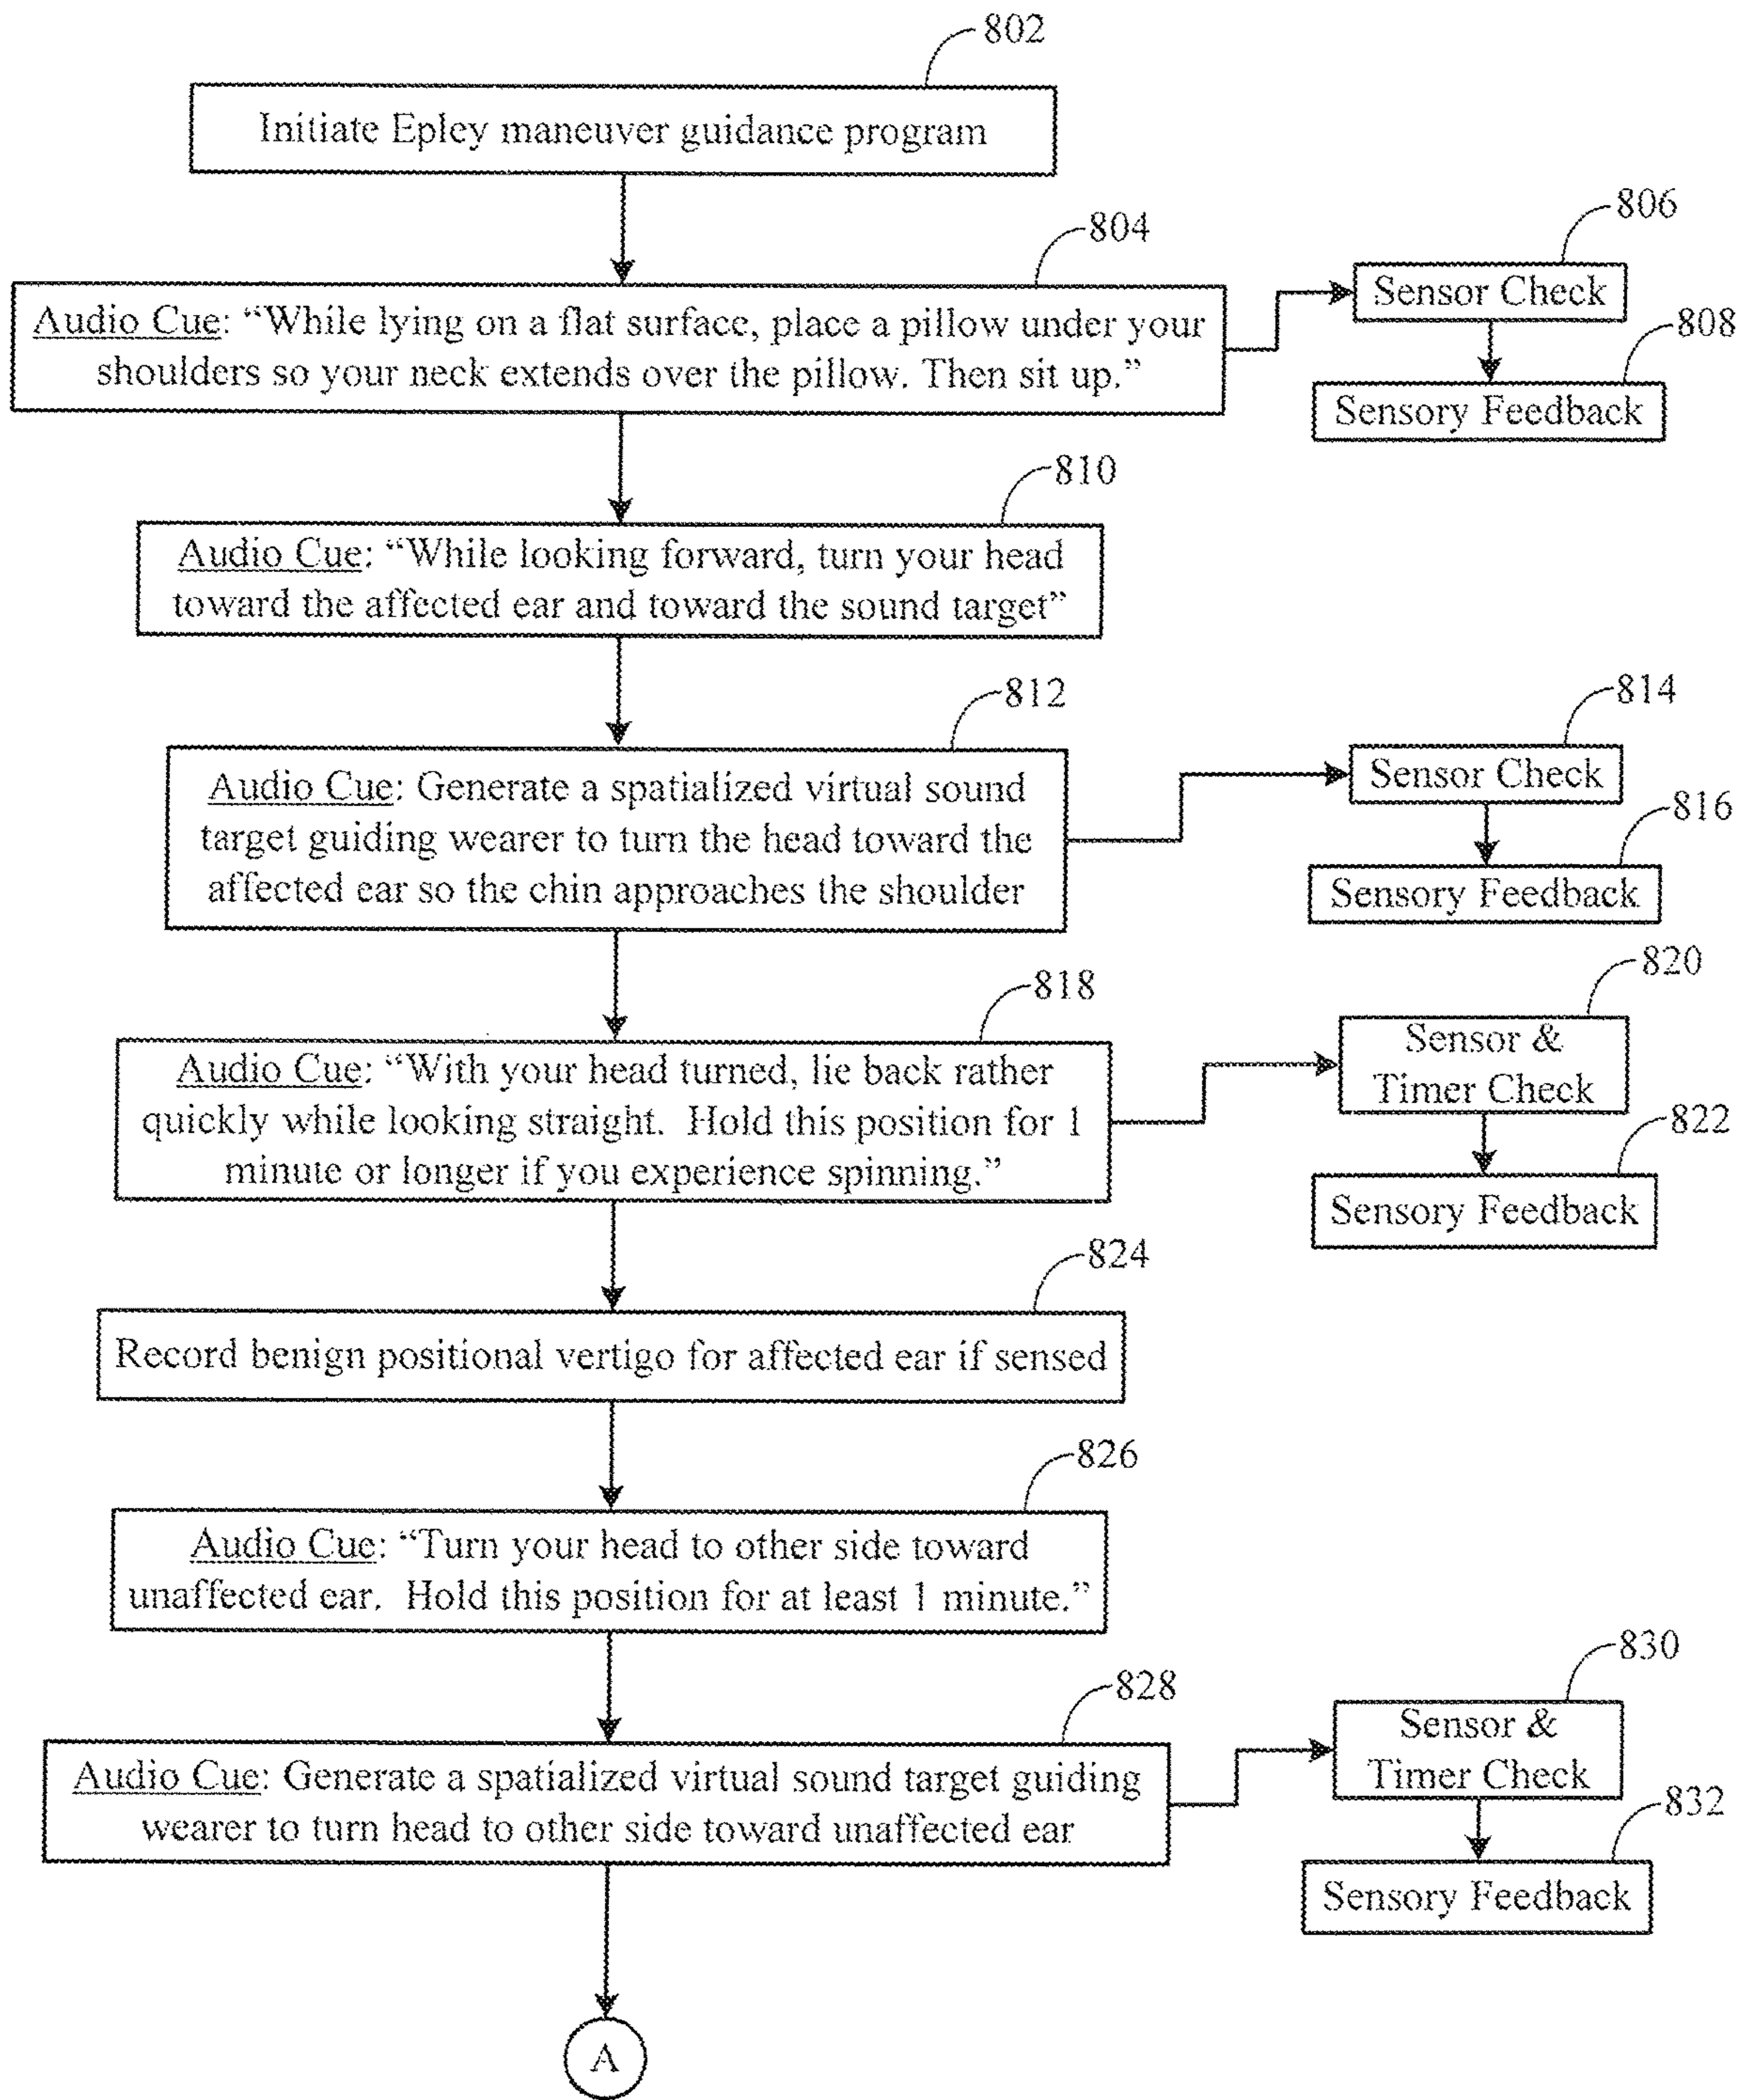 802
Initiate Epley maneuver guidance program
804
Audio Cue: “While lying on a flat surface, place a pillow under your
shoulders so your neck extends over the pillow. Then sit up.”
806
Sensor Check
808
Sensory Feedback
810
Audio Cue: “While looking forward, turn your head
toward the affected ear and toward the sound target”
812
Audio Cue: Generate a spatialized virtual sound
target guiding wearer to turn the head toward the
affected ear so the chin approaches the shoulder
814
Sensor Check
816
Sensory Feedback
818
Audio Cue: “With your head turned, lie back rather
quickly while looking straight.  Hold this position for 1
minute or longer if you experience spinning.”
820
Sensor &
Timer Check
822
Sensory Feedback
824
Record benign positional vertigo for affected ear if sensed
826
Audio Cue: “Turn your head to other side toward
unaffected ear.  Hold this position for at least 1 minute.”
828
Audio Cue: Generate a spatialized virtual sound target guiding
wearer to turn head to other side toward unaffected ear
830
Sensor &
Timer Check
832
Sensory Feedback
A